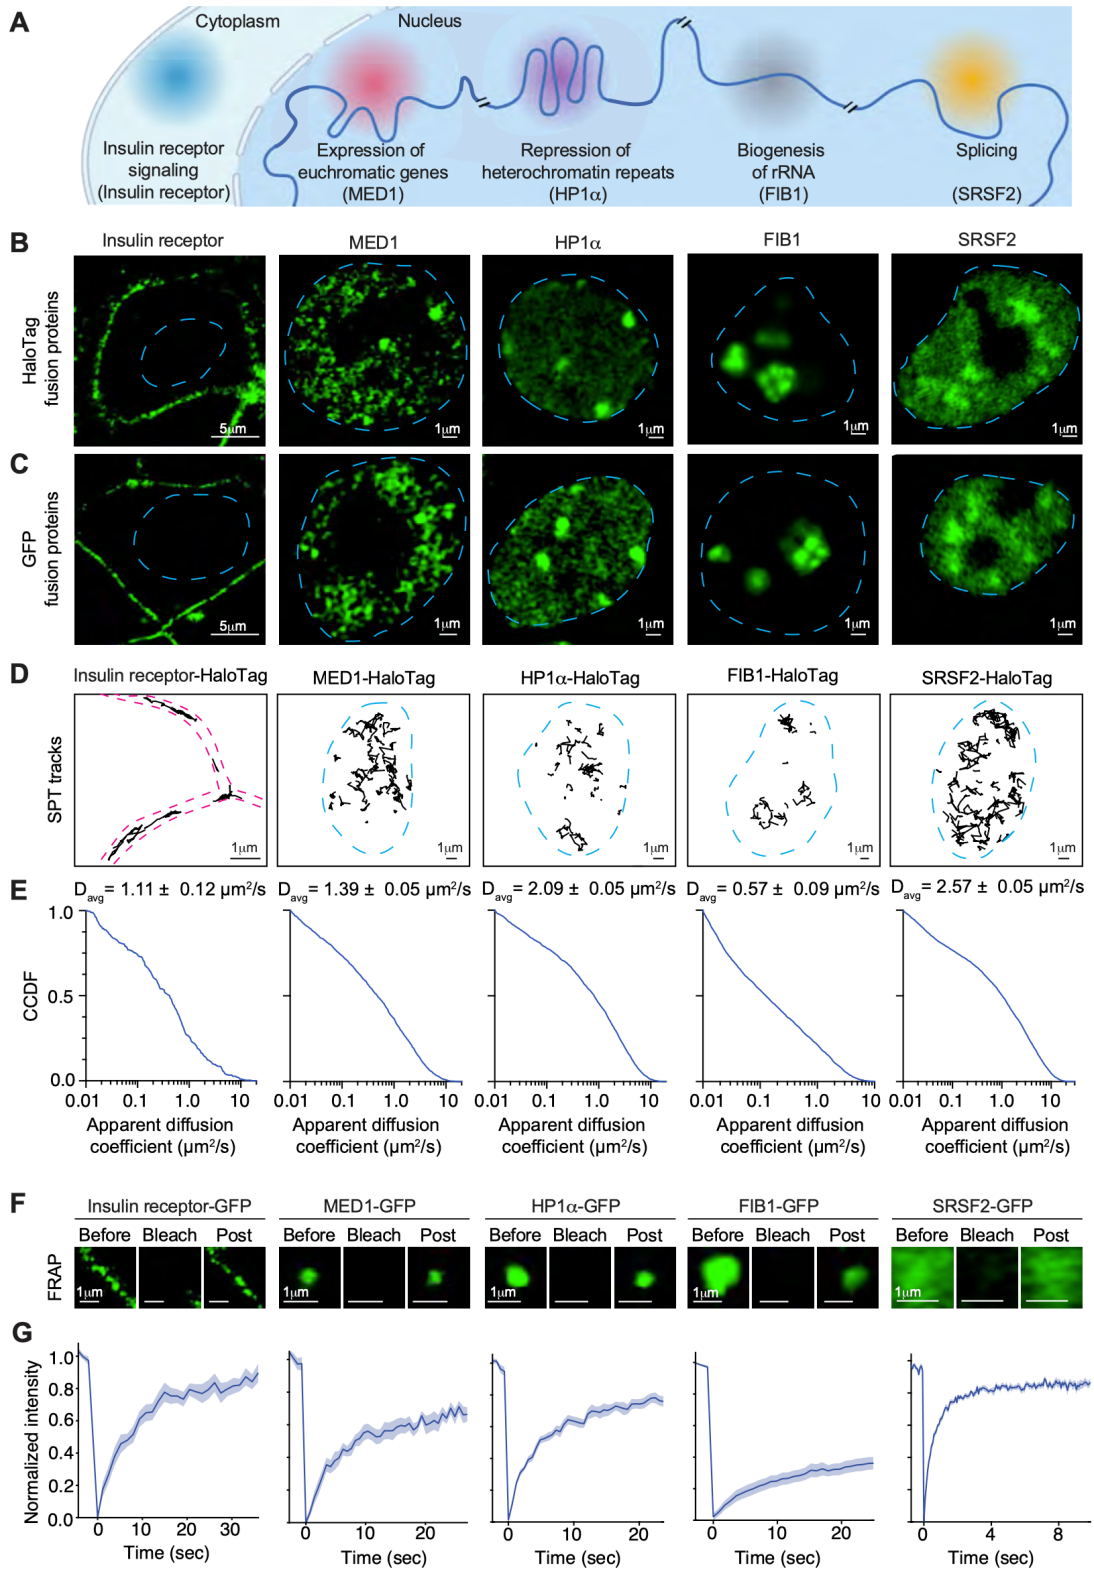 A
Cytoplasm
Nucleus
Insulin receptor
signaling
(Insulin receptor)
Expression of
euchromatic genes
(MED1)
Repression of
heterochromatin repeats
(HP1α)
Biogenesis
of rRNA
(FIB1)
Splicing
(SRSF2)
B
Insulin receptor MED1 HP1α FIB1 SRSF2
HaloTag
fusion proteins
5μm 1μm 1μm 1μm 1μm
C
GFP
fusion proteins
5μm 1μm 1μm 1μm 1μm
D
Insulin receptor-HaloTag MED1-HaloTag HP1α-HaloTag FIB1-HaloTag SRSF2-HaloTag
SPT tracks
1μm 1μm 1μm 1μm 1μm
E
Davg = 1.11 ± 0.12 μm²/s Davg = 1.39 ± 0.05 μm²/s Davg = 2.09 ± 0.05 μm²/s Davg = 0.57 ± 0.09 μm²/s Davg = 2.57 ± 0.05 μm²/s
CCDF
1.0
0.5
0.0
0.01 0.1 1.0 10 0.01 0.1 1.0 10 0.01 0.1 1.0 10 0.01 0.1 1.0 10 0.01 0.1 1.0 10
Apparent diffusion Apparent diffusion Apparent diffusion Apparent diffusion Apparent diffusion
coefficient (μm²/s) coefficient (μm²/s) coefficient (μm²/s) coefficient (μm²/s) coefficient (μm²/s)
F
Insulin receptor-GFP MED1-GFP HP1α-GFP FIB1-GFP SRSF2-GFP
Before Bleach Post Before Bleach Post Before Bleach Post Before Bleach Post Before Bleach Post
FRAP
1μm 1μm 1μm 1μm 1μm
G
Normalized intensity
1.0
0.8
0.6
0.4
0.2
0.0
0 10 20 30 0 10 20 0 10 20 0 10 20 0 4 8
Time (sec) Time (sec) Time (sec) Time (sec) Time (sec)